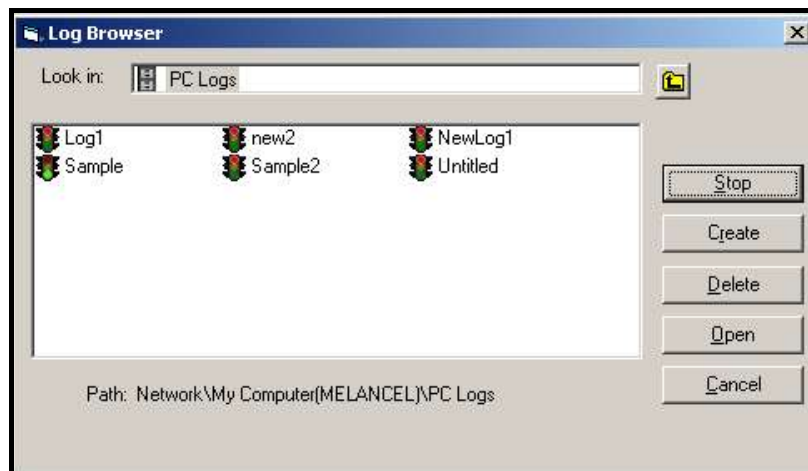 Log Browser
Look in: PC Logs
Log1 new2 NewLog1
Sample Sample2 Untitled
Stop
Create
Delete
Open
Cancel
Path: Network\My Computer(MELANCEL)\PC Logs